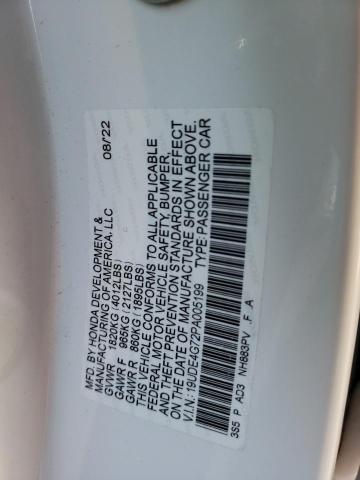 MFD. BY HONDA DEVELOPMENT &
MANUFACTURING OF AMERICA, LLC 08/22
GVWR 1820KG (4012LBS)
GAWR F 965KG (2127LBS)
GAWR R 860KG (1895LBS)
THIS VEHICLE CONFORMS TO ALL APPLICABLE
FEDERAL MOTOR VEHICLE SAFETY, BUMPER,
AND THEFT PREVENTION STANDARDS IN EFFECT
ON THE DATE OF MANUFACTURE SHOWN ABOVE.
V.I.N.: 19UDE4G72PA005199 TYPE: PASSENGER CAR
3S5 P AD3 NH883PV F A